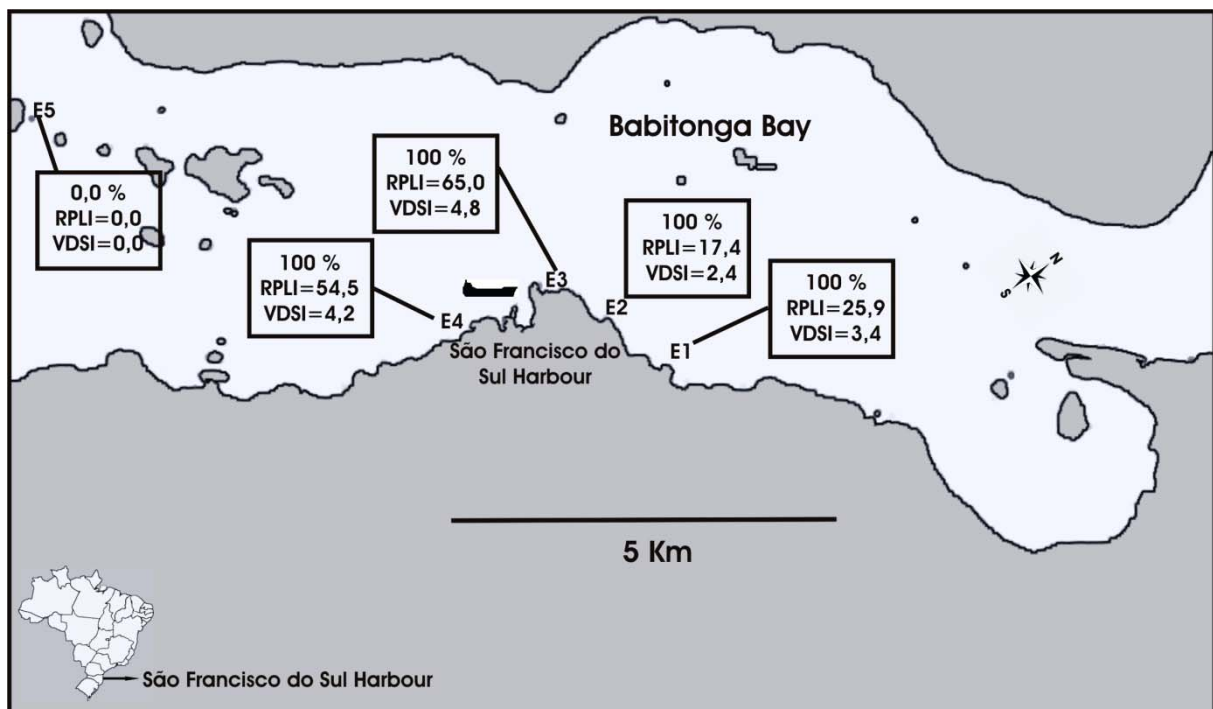 Babitonga Bay
E5
0,0 %
RPLI=0,0
VDSI=0,0
100 %
RPLI=65,0
VDSI=4,8
100 %
RPLI=54,5
VDSI=4,2
100 %
RPLI=17,4
VDSI=2,4
100 %
RPLI=25,9
VDSI=3,4
E3
E2
E4
E1
N
S
São Francisco do
Sul Harbour
5 Km
São Francisco do Sul Harbour